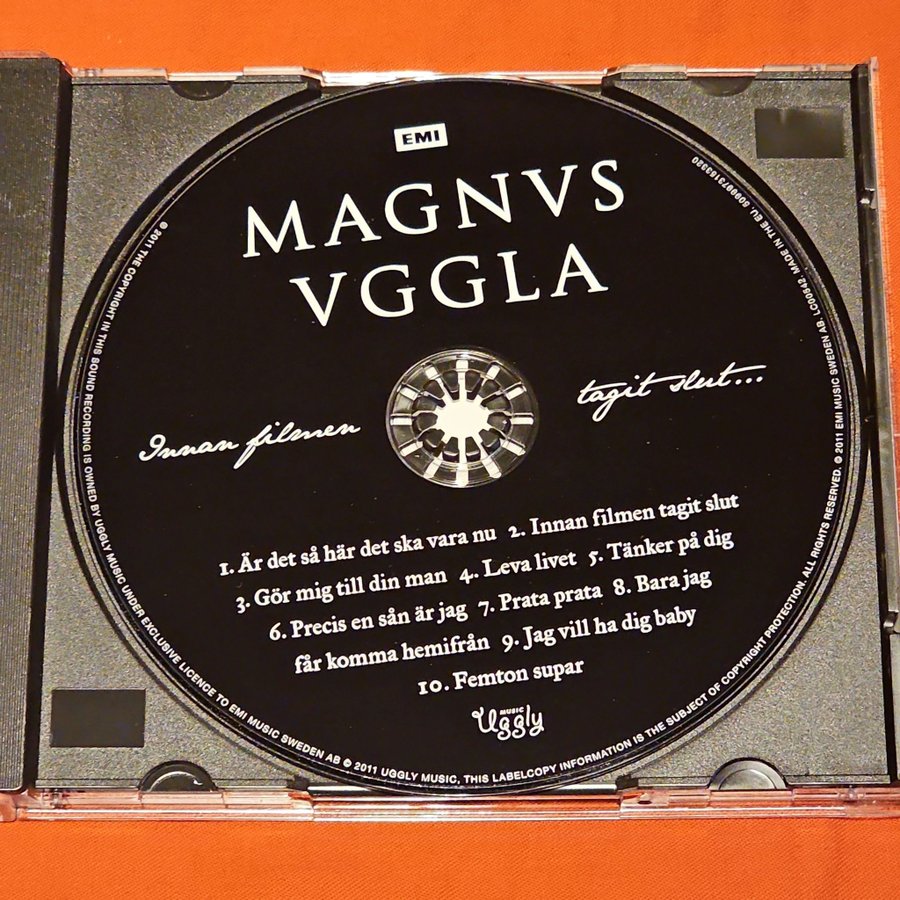 EMI
MAGNVS
VGGLA
Innan filmen
tagit slut...
1. Är det så här det ska vara nu 2. Innan filmen tagit slut
3. Gör mig till din man 4. Leva livet 5. Tänker på dig
6. Precis en sån är jag 7. Prata prata 8. Bara jag
får komma hemifrån 9. Jag vill ha dig baby
10. Femton supar
MUSIC
Uggly
℗ 2011 THE COPYRIGHT IN THIS SOUND RECORDING IS OWNED BY UGGLY MUSIC UNDER EXCLUSIVE LICENCE TO EMI MUSIC SWEDEN AB © 2011 UGGLY MUSIC, THIS LABELCOPY INFORMATION IS THE SUBJECT OF COPYRIGHT PROTECTION. ALL RIGHTS RESERVED. © 2011 EMI MUSIC SWEDEN AB. LC00542 MADE IN THE EU.